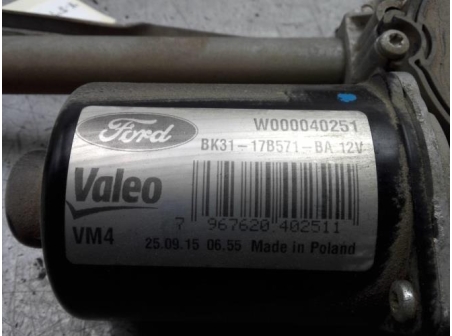 Ford
W000040251
BK31-17B571-BA 12V
Valeo
7 967620 402511
VM4
25.09.15 06.55 Made in Poland